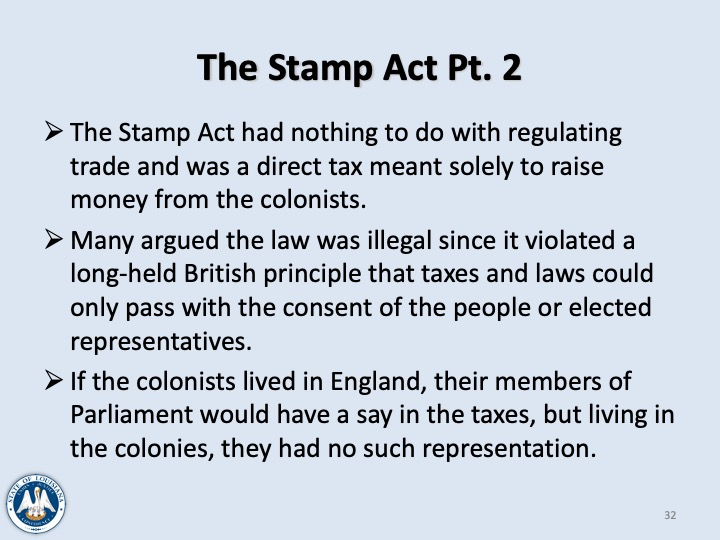 The Stamp Act Pt. 2
➢ The Stamp Act had nothing to do with regulating
trade and was a direct tax meant solely to raise
money from the colonists.
➢ Many argued the law was illegal since it violated a
long-held British principle that taxes and laws could
only pass with the consent of the people or elected
representatives.
➢ If the colonists lived in England, their members of
Parliament would have a say in the taxes, but living in
the colonies, they had no such representation.
STATE OF LOUISIANA
CONFIDENCE
32